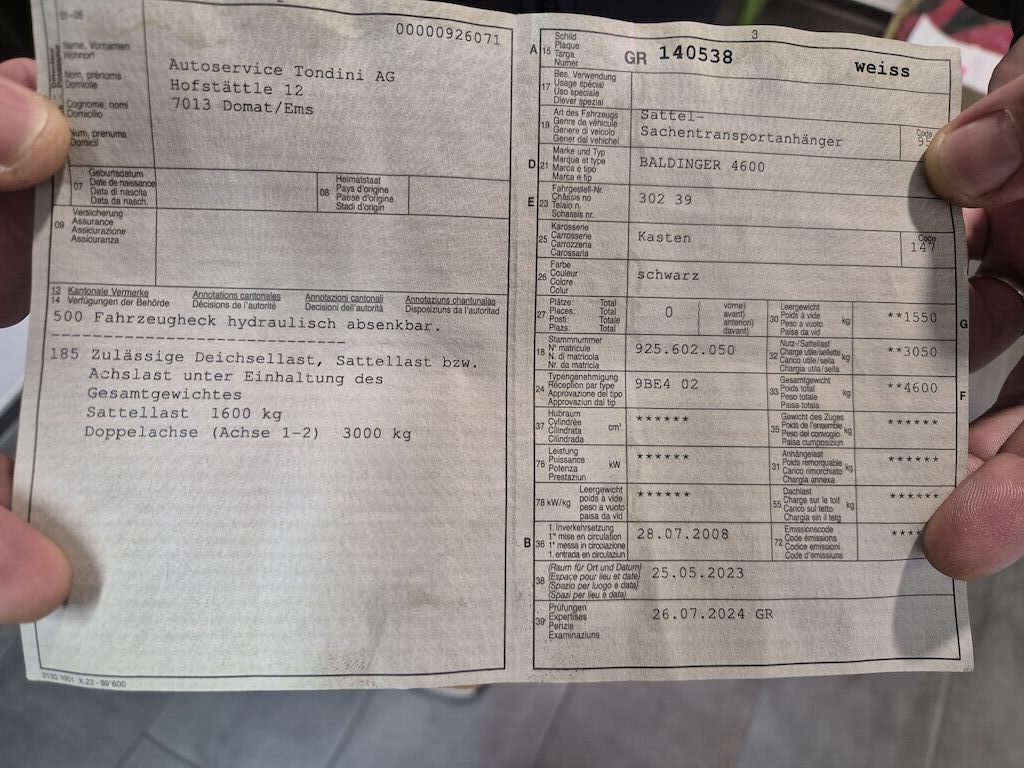 00000926071
Name, Vornamen
Wohnort
Nom, prénoms
Domicile
Cognome, nomi
Domicilio
Num, prenums
Domicil
Autoservice Tondini AG
Hofstättle 12
7013 Domat/Ems
07
Geburtsdatum
Date de naissance
Data di nascita
Data da nasch.
08
Heimatstaat
Pays d'origine
Paese d'origine
Stadi d'origin
09
Versicherung
Assurance
Assicurazione
Assicuranza
13 Kantonale Vermerke Annotations cantonales Annotazioni cantonali Annotaziuns chantunalas
14 Verfügungen der Behörde Décisions de l'autorité Decisioni dell'autorità Disposiziuns da l'autoritad
500 Fahrzeugheck hydraulisch absenkbar.
185 Zulässige Deichsellast, Sattellast bzw.
Achslast unter Einhaltung des
Gesamtgewichtes
Sattellast 1600 kg
Doppelachse (Achse 1-2) 3000 kg
3
A 15
Schild
Plaque
Targa
Numer
GR 140538 weiss
17
Bes. Verwendung
Usage spécial
Uso speciale
Diever spezial
19
Art des Fahrzeugs
Genre de véhicule
Genere di veicolo
Gener dal vehichel
Sattel-
Sachentransportanhänger
Code
D 21
Marke und Typ
Marque et type
Marca e tipo
Marca e tip
BALDINGER 4600
E 23
Fahrgestell-Nr.
Châssis no
Telaio n.
Schassis nr.
302 39
25
Karosserie
Carrosserie
Carrozzeria
Carossaria
Kasten
Code
147
26
Farbe
Couleur
Colore
Colur
schwarz
27
Plätze: Total
Places: Total
Posti: Totale
Plazs: Total
0
vorne)
avant)
anteriori)
davant)
30
Leergewicht
Poids à vide
Peso a vuoto
Paisa da vid
kg
**1550
G
18
Stammnummer
N° matricule
N. di matricola
Nr. da matricla
925.602.050
32
Nutz-/Sattellast
Charge utile/sellette
Carico utile/sella
Chargia utila/sella
kg
**3050
24
Typengenehmigung
Réception par type
Approvazione del tipo
Approvaziun dal tip
9BE4 02
33
Gesamtgewicht
Poids total
Peso totale
Paisa totala
kg
**4600
F
37
Hubraum
Cylindrée
Cilindrata
Cilindrada
cm³
******
35
Gewicht des Zuges
Poids de l'ensemble
Peso del convoglio
Paisa cumposiziun
kg
******
76
Leistung
Puissance
Potenza
Prestaziun
kW
******
31
Anhängelast
Poids remorquable
Carico rimorchiato
Chargia annexa
kg
******
78 kW/kg
Leergewicht
poids à vide
peso a vuoto
paisa da vid
******
55
Dachlast
Charge sur le toit
Carico sul tetto
Chargia sin il tetg
kg
******
B 36
1. Inverkehrsetzung
1re mise en circulation
1a messa in circolazione
1. entrada en circulaziun
28.07.2008
72
Emissionscode
Code émissions
Codice emissioni
Code d'emissiuns
****
38
(Raum für Ort und Datum)
(Espace pour lieu et date)
(Spazio per luogo e data)
(Spazi per lieu e data)
25.05.2023
39
Prüfungen
Expertises
Perizie
Examinaziuns
26.07.2024 GR